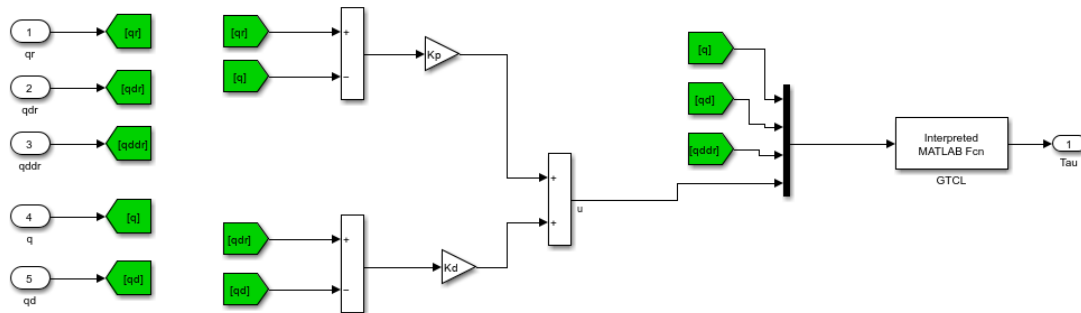 1
qr
[qr]
2
qdr
[qdr]
3
qddr
[qddr]
4
q
[q]
5
qd
[qd]
[qr]
+
[q]
−
Kp
[qdr]
+
[qd]
−
Kd
+
+
u
[q]
[qd]
[qddr]
Interpreted
MATLAB Fcn
GTCL
1
Tau